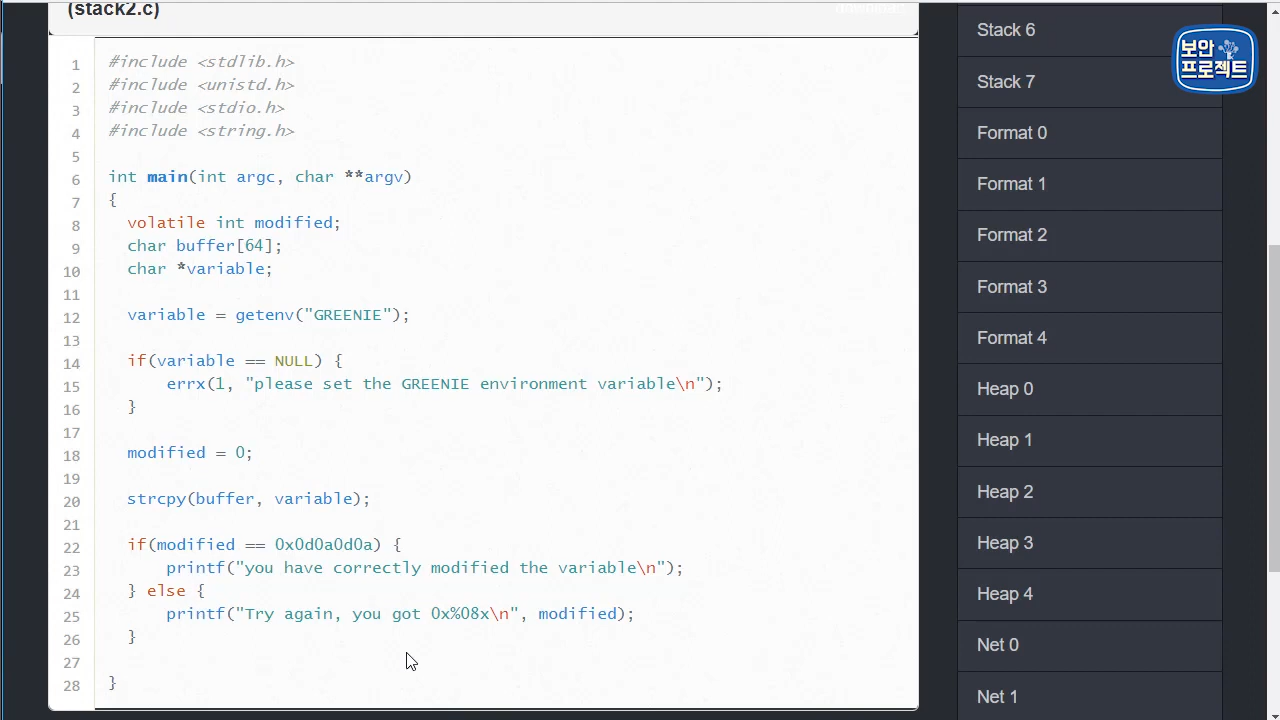 (stack2.c)
1 #include <stdlib.h>
2 #include <unistd.h>
3 #include <stdio.h>
4 #include <string.h>
5
6 int main(int argc, char **argv)
7 {
8 volatile int modified;
9 char buffer[64];
10 char *variable;
11
12 variable = getenv("GREENIE");
13
14 if(variable == NULL) {
15 errx(1, "please set the GREENIE environment variable\n");
16 }
17
18 modified = 0;
19
20 strcpy(buffer, variable);
21
22 if(modified == 0x0d0a0d0a) {
23 printf("you have correctly modified the variable\n");
24 } else {
25 printf("Try again, you got 0x%08x\n", modified);
26 }
27
28 }
Stack 6
Stack 7
Format 0
Format 1
Format 2
Format 3
Format 4
Heap 0
Heap 1
Heap 2
Heap 3
Heap 4
Net 0
Net 1
보안
프로젝트